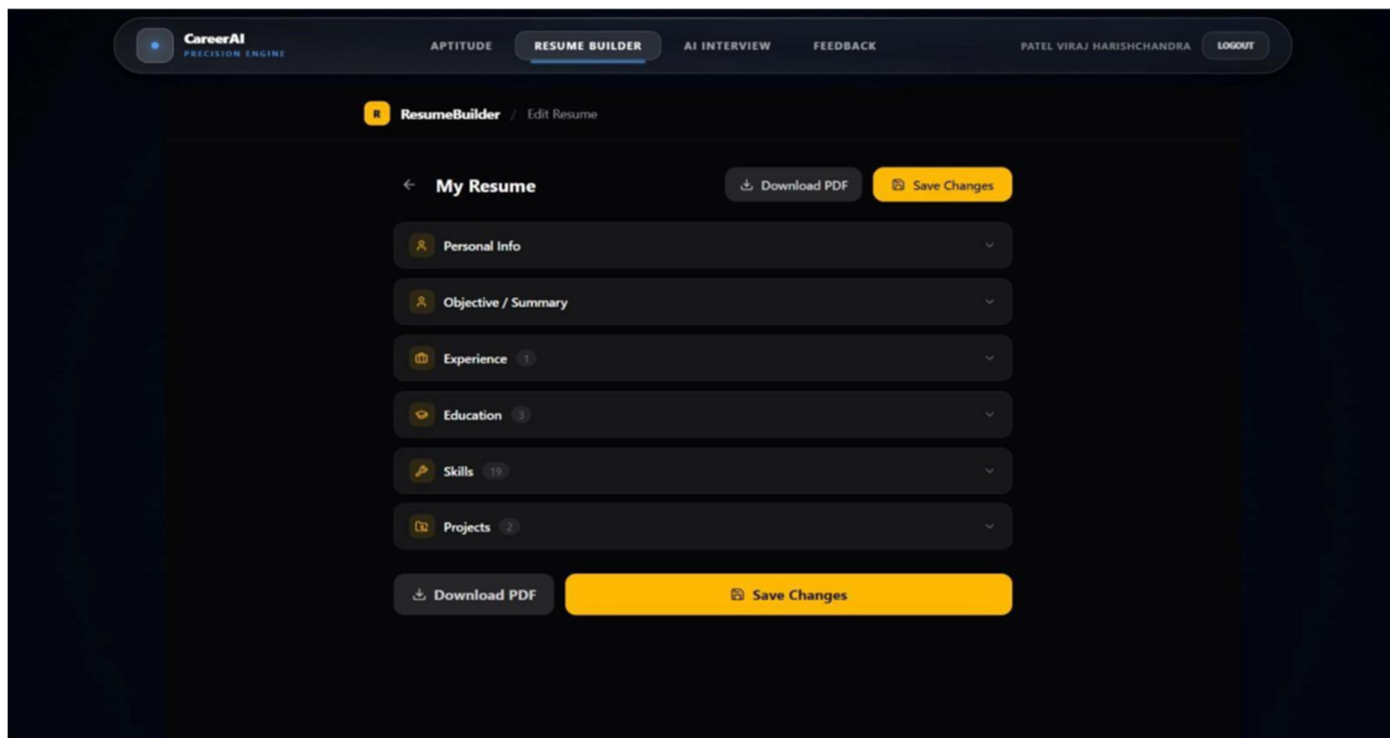 CareerAI
PRECISION ENGINE
APTITUDE RESUME BUILDER AI INTERVIEW FEEDBACK PATEL VIRAJ HARISHCHANDRA LOGOUT
R ResumeBuilder / Edit Resume
My Resume Download PDF Save Changes
Personal Info
Objective / Summary
Experience 1
Education 3
Skills 19
Projects 2
Download PDF Save Changes